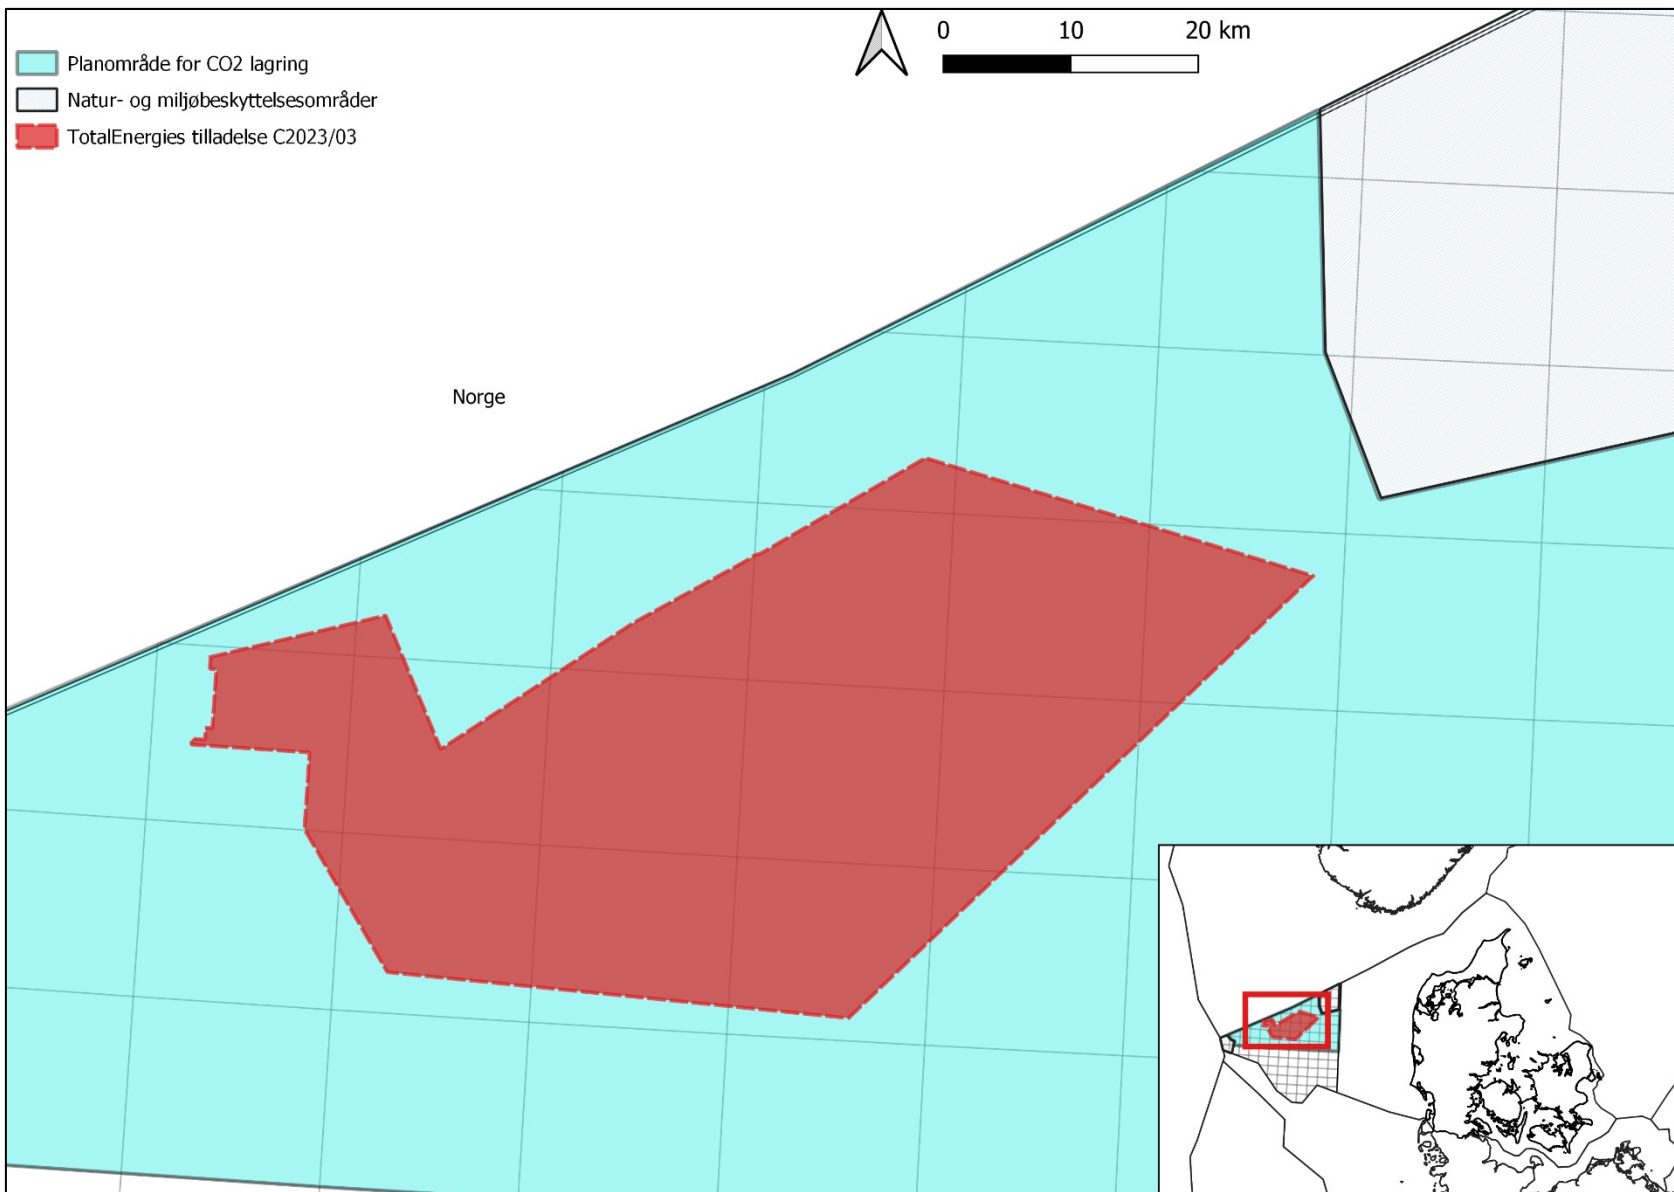 0 10 20 km
Planområde for CO2 lagring
Natur- og miljøbeskyttelsesområder
TotalEnergies tilladelse C2023/03
Norge